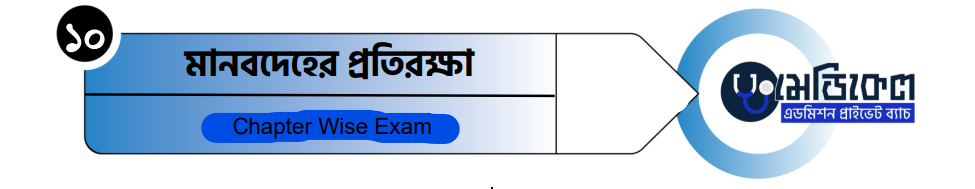 ১০
মানবদেহের প্রতিরক্ষা
Chapter Wise Exam
মেডিকেল
এডমিশন প্রাইভেট ব্যাচ